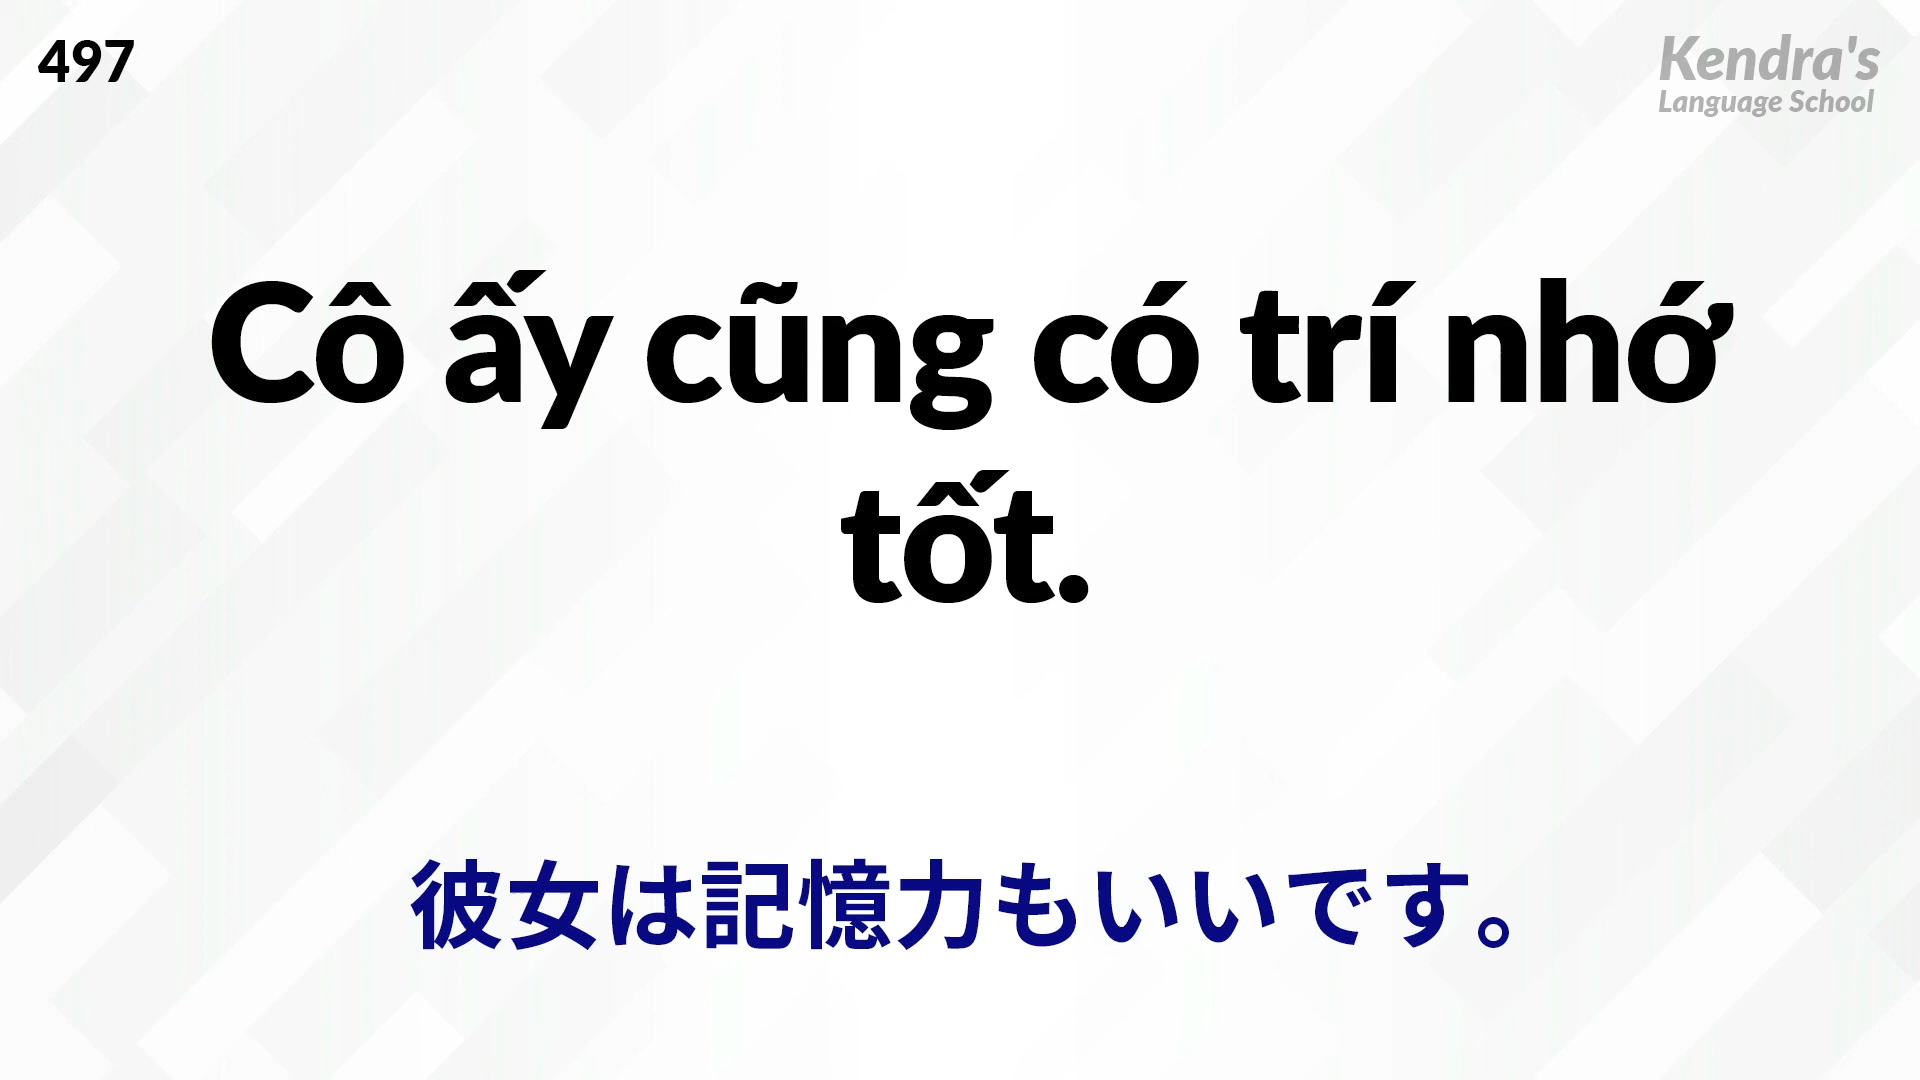 497
Kendra's
Language School
Cô ấy cũng có trí nhớ
tốt.
彼女は記憶力もいいです。